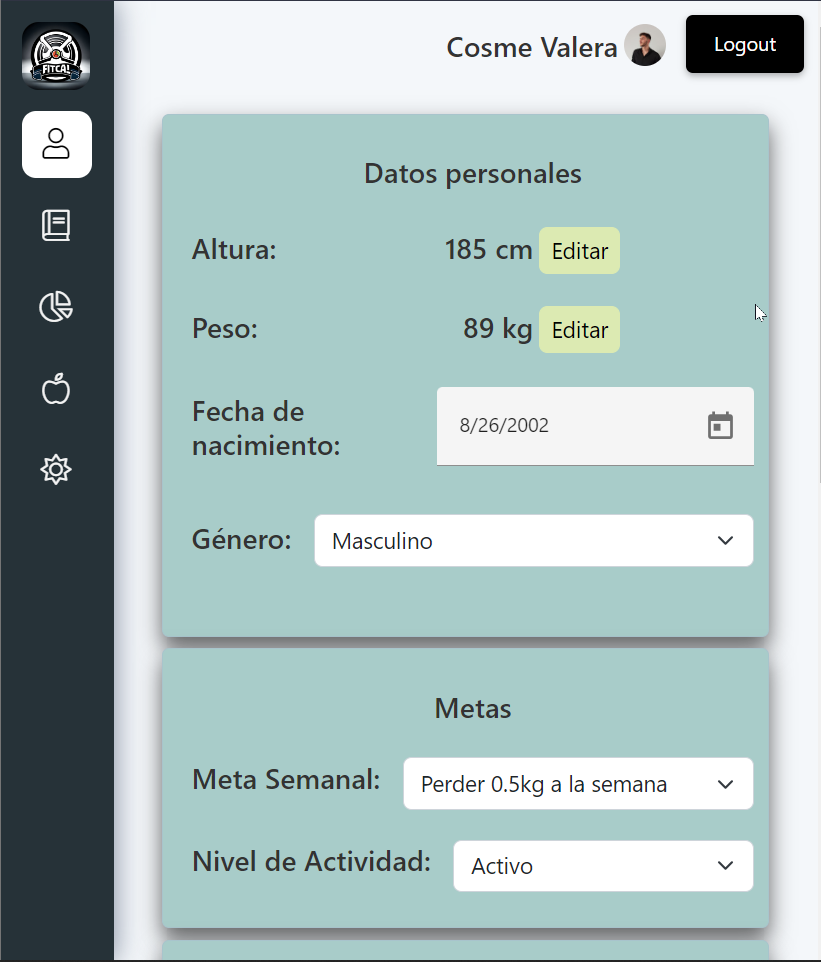 FITCAL
Cosme Valera
Logout
Datos personales
Altura:
185 cm
Editar
Peso:
89 kg
Editar
Fecha de
nacimiento:
8/26/2002
Género:
Masculino
Metas
Meta Semanal:
Perder 0.5kg a la semana
Nivel de Actividad:
Activo